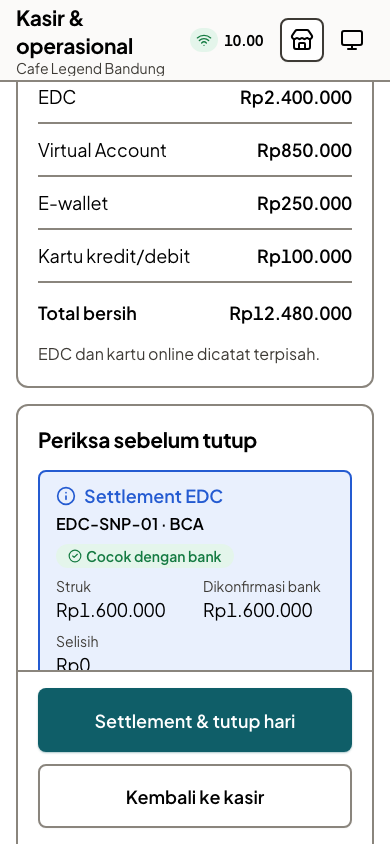 Kasir &
operasional
Cafe Legend Bandung
10.00
EDC Rp2.400.000
Virtual Account Rp850.000
E-wallet Rp250.000
Kartu kredit/debit Rp100.000
Total bersih Rp12.480.000
EDC dan kartu online dicatat terpisah.
Periksa sebelum tutup
Settlement EDC
EDC-SNP-01 · BCA
Cocok dengan bank
Struk Dikonfirmasi bank
Rp1.600.000 Rp1.600.000
Selisih
Rp0
Settlement & tutup hari
Kembali ke kasir